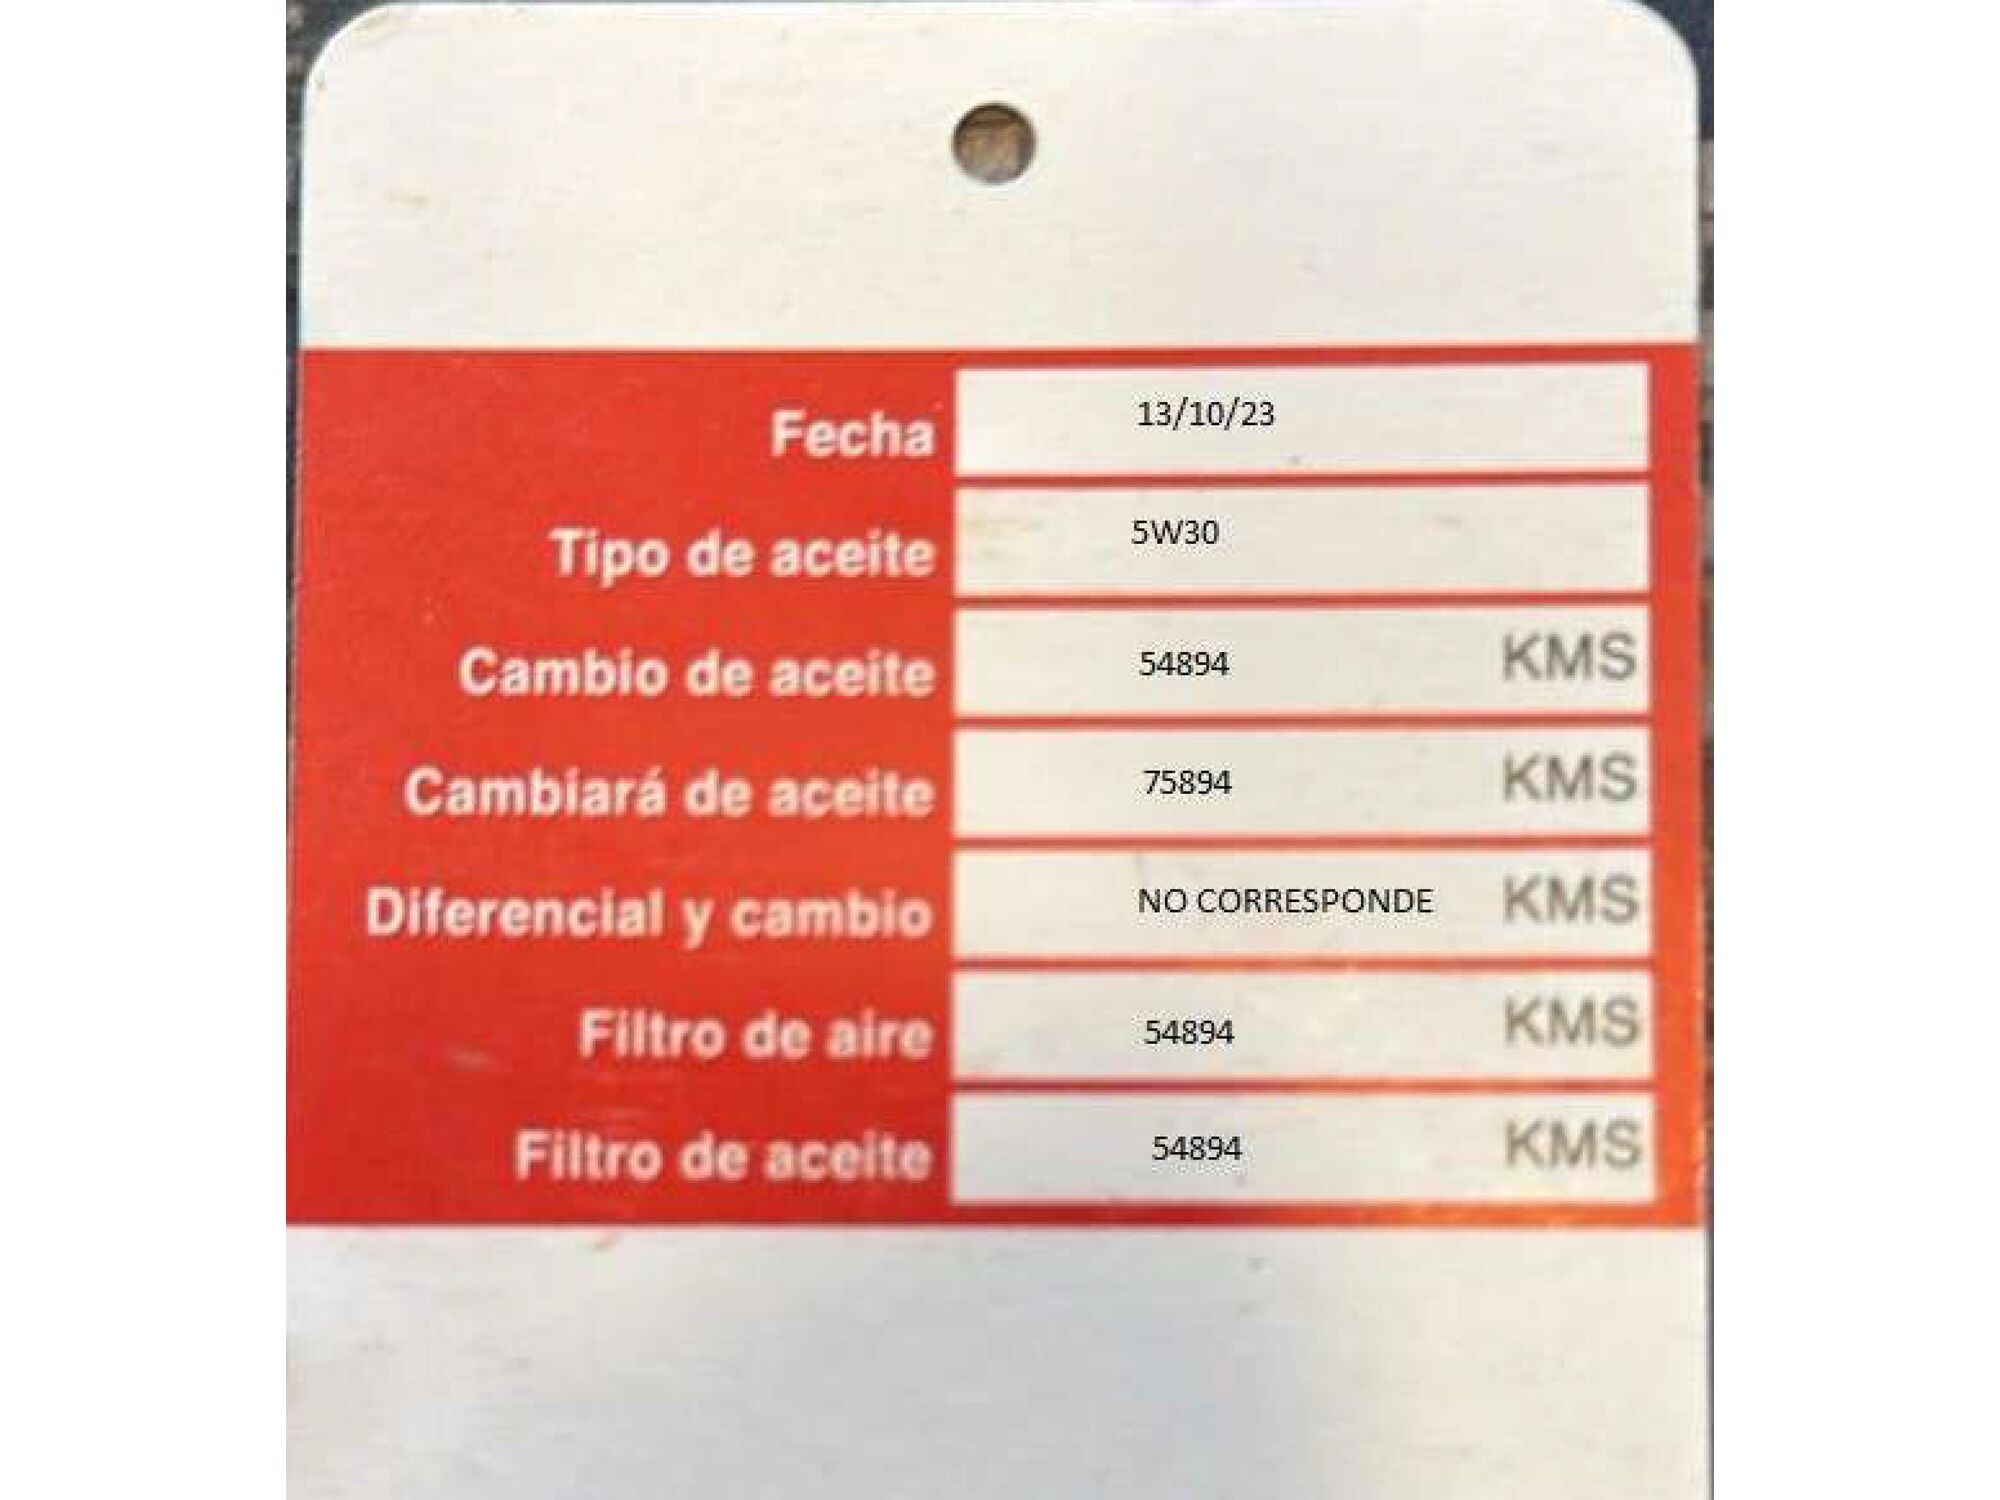 Fecha 13/10/23
Tipo de aceite 5W30
Cambio de aceite 54894 KMS
Cambiará de aceite 75894 KMS
Diferencial y cambio NO CORRESPONDE KMS
Filtro de aire 54894 KMS
Filtro de aceite 54894 KMS